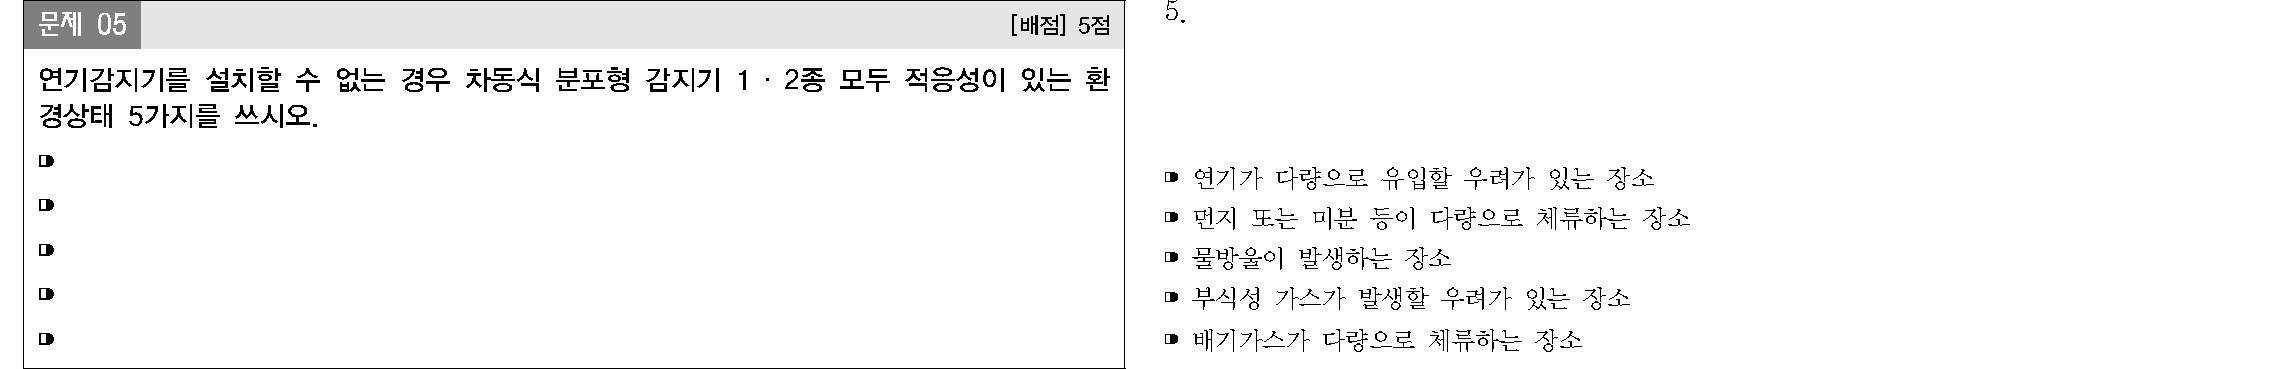 문제 05
[배점] 5점
연기감지기를 설치할 수 없는 경우 차동식 분포형 감지기 1 · 2종 모두 적응성이 있는 환
경상태 5가지를 쓰시오.
5.
연기가 다량으로 유입할 우려가 있는 장소
먼지 또는 미분 등이 다량으로 체류하는 장소
물방울이 발생하는 장소
부식성 가스가 발생할 우려가 있는 장소
배기가스가 다량으로 체류하는 장소